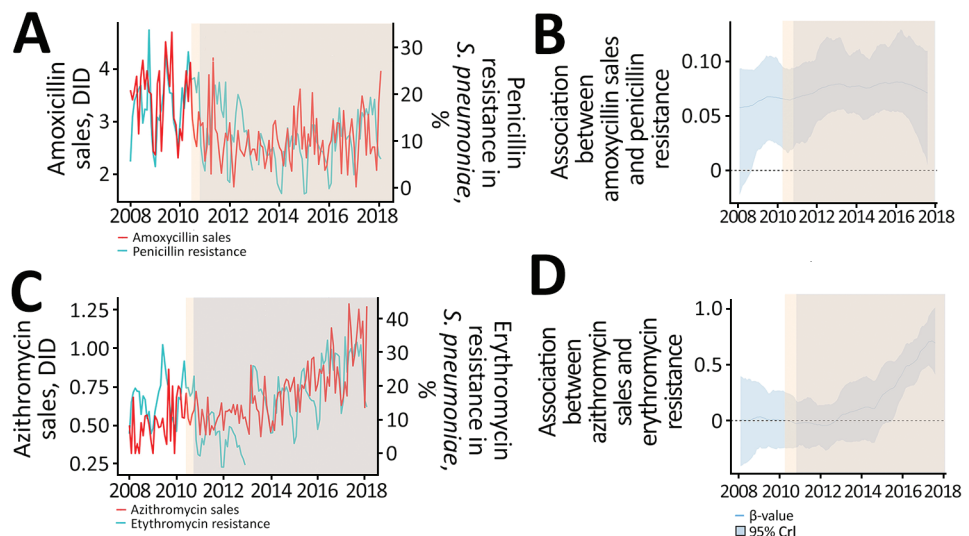 A
Amoxicillin
sales, DID
4
3
2
30
20
10
0
Penicillin
resistance in
S. pneumoniae,
%
2008 2010 2012 2014 2016 2018
Amoxycillin sales
Penicillin resistance
B
Association
between
amoxycillin sales
and penicillin
resistance
0.10
0.05
0
2008 2010 2012 2014 2016 2018
C
Azithromycin
sales, DID
1.25
1.00
0.75
0.50
0.25
40
30
20
10
0
Erythromycin
resistance in
S. pneumoniae,
%
2008 2010 2012 2014 2016 2018
Azithromycin sales
Etythromycin resistance
D
Association
between
azithromycin
sales and
erythromycin
resistance
1.0
0.5
0
2008 2010 2012 2014 2016 2018
β-value
95% CrI